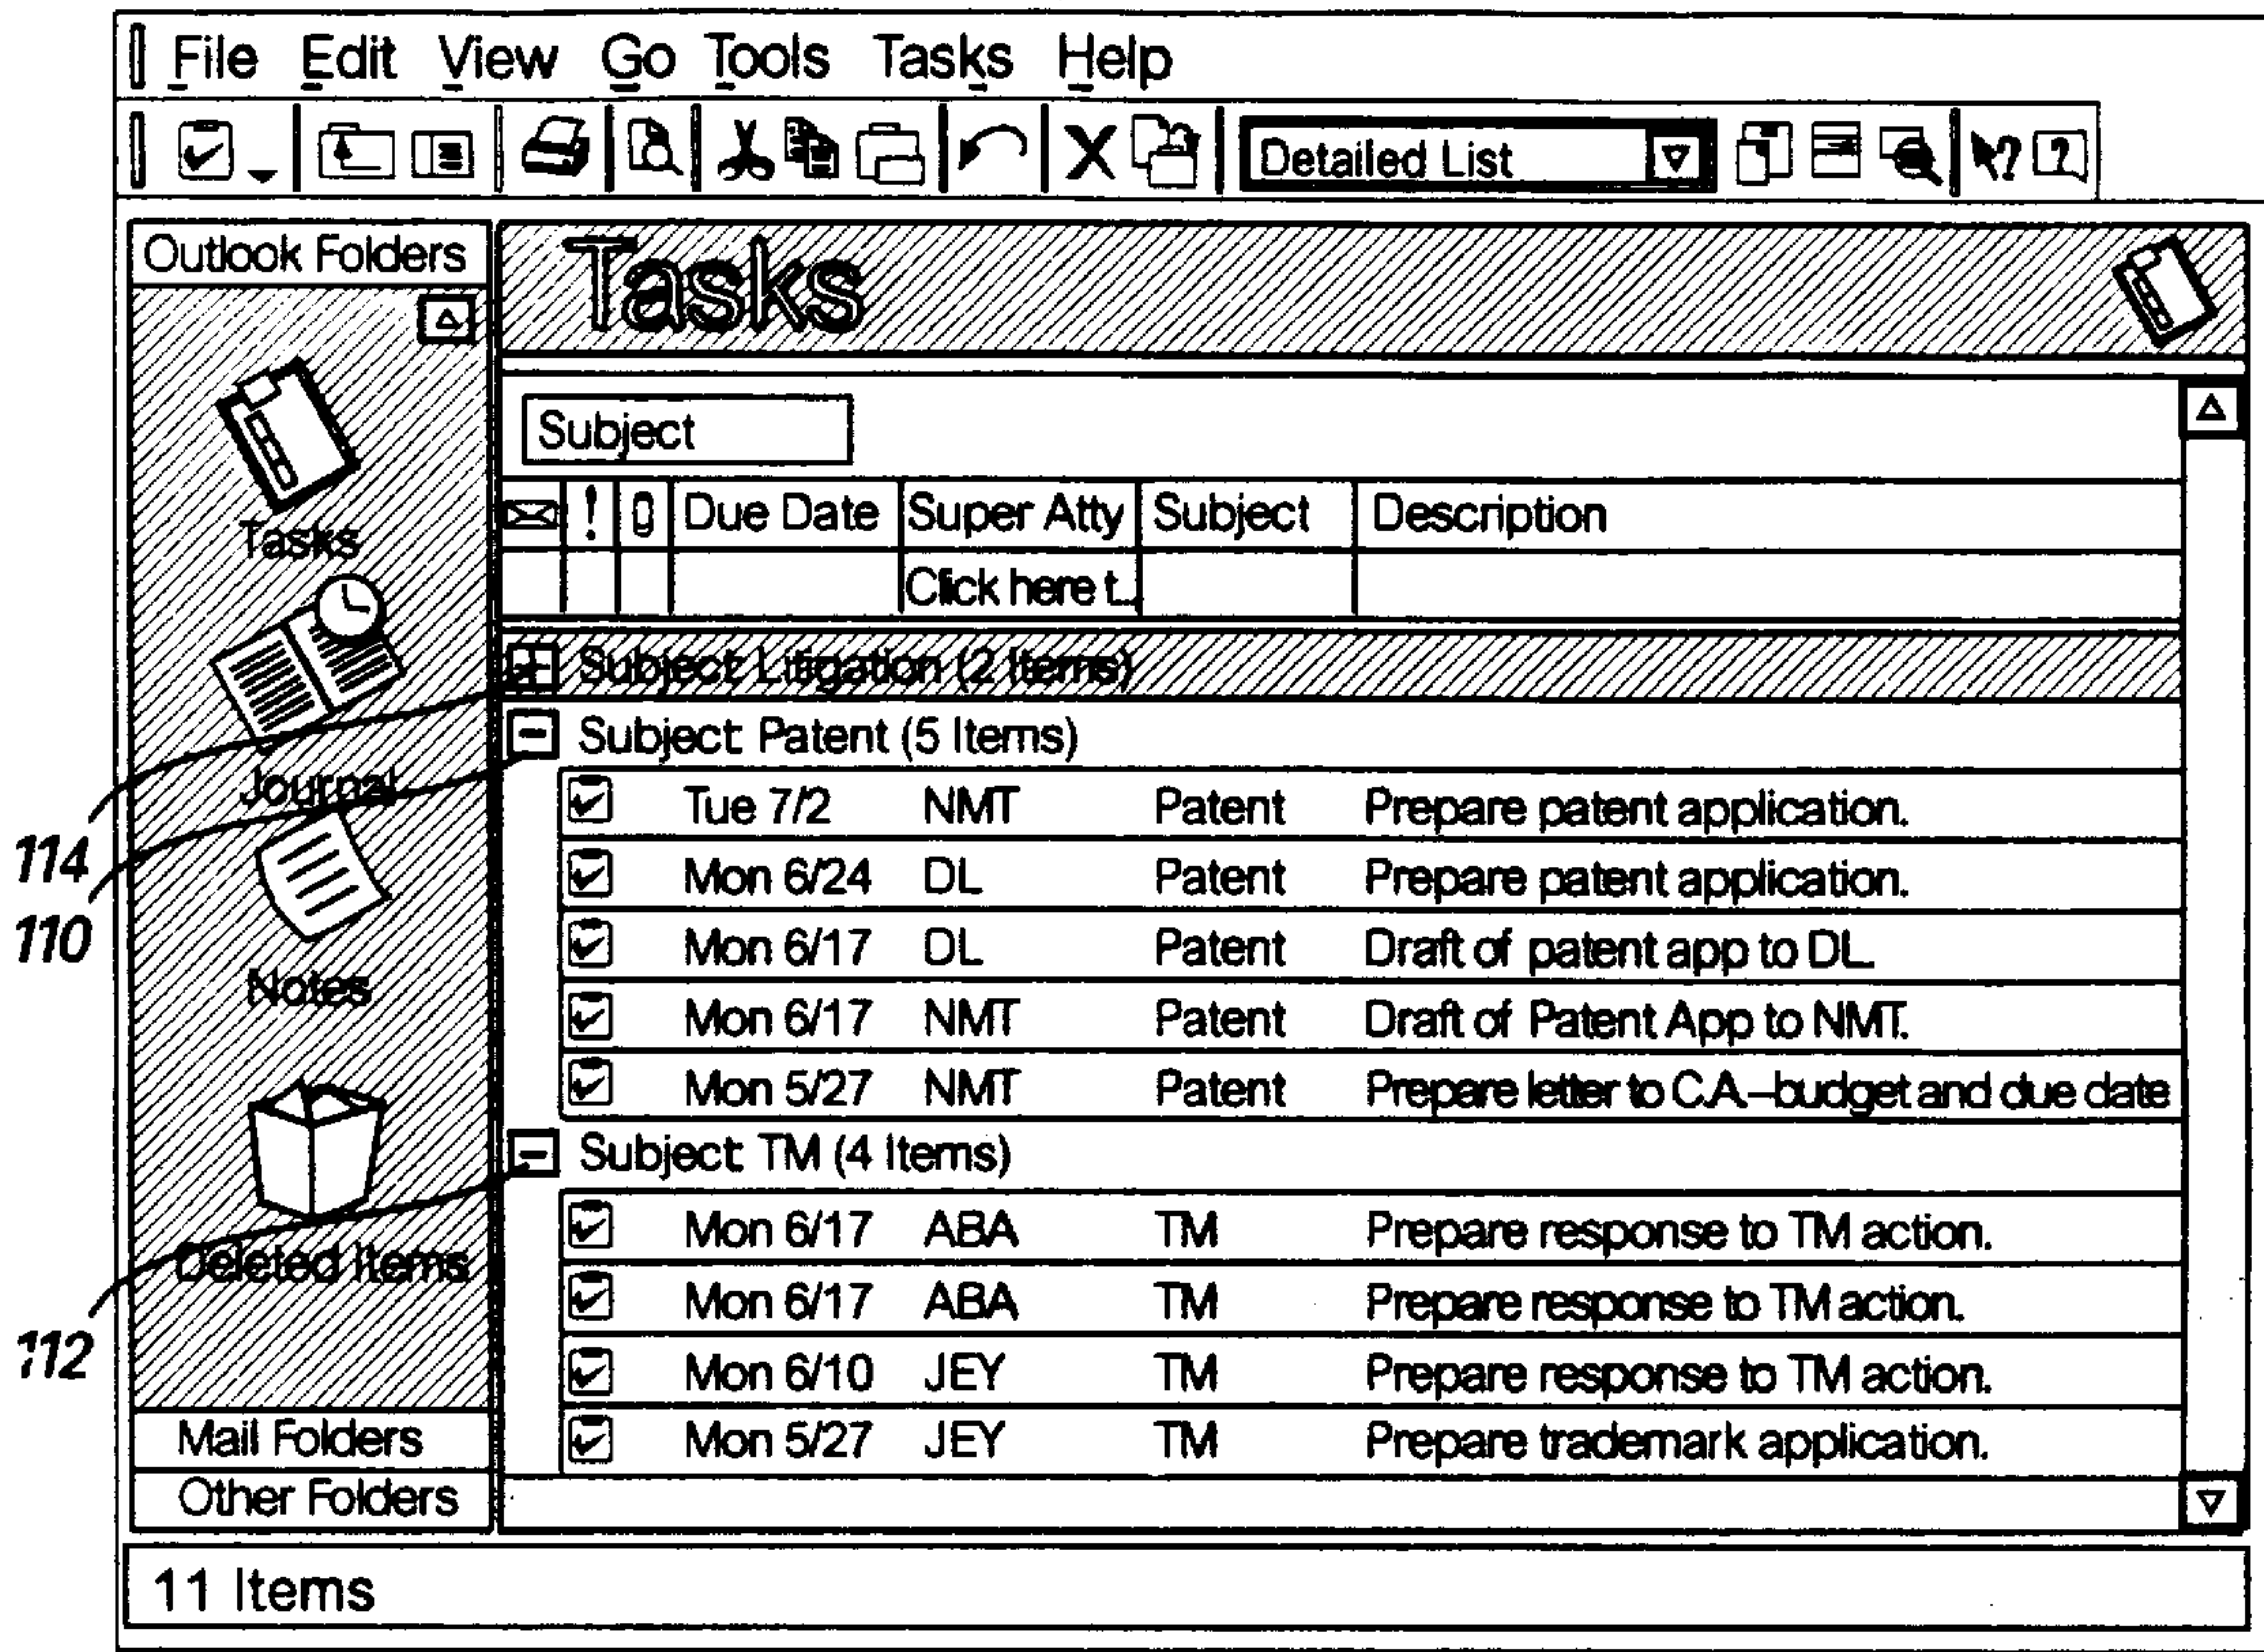 File Edit View Go Tools Tasks Help
Detailed List
Outlook Folders
Tasks
Journal
Notes
Deleted Items
Mail Folders
Other Folders
Tasks
Subject
! Due Date Super Atty Subject Description
Click here t...
Subject: Litigation (2 Items)
Subject: Patent (5 Items)
Tue 7/2 NMT Patent Prepare patent application.
Mon 6/24 DL Patent Prepare patent application.
Mon 6/17 DL Patent Draft of patent app to DL.
Mon 6/17 NMT Patent Draft of Patent App to NMT.
Mon 5/27 NMT Patent Prepare letter to C.A.–budget and due date
Subject: TM (4 Items)
Mon 6/17 ABA TM Prepare response to TM action.
Mon 6/17 ABA TM Prepare response to TM action.
Mon 6/10 JEY TM Prepare response to TM action.
Mon 5/27 JEY TM Prepare trademark application.
11 Items
114
110
112